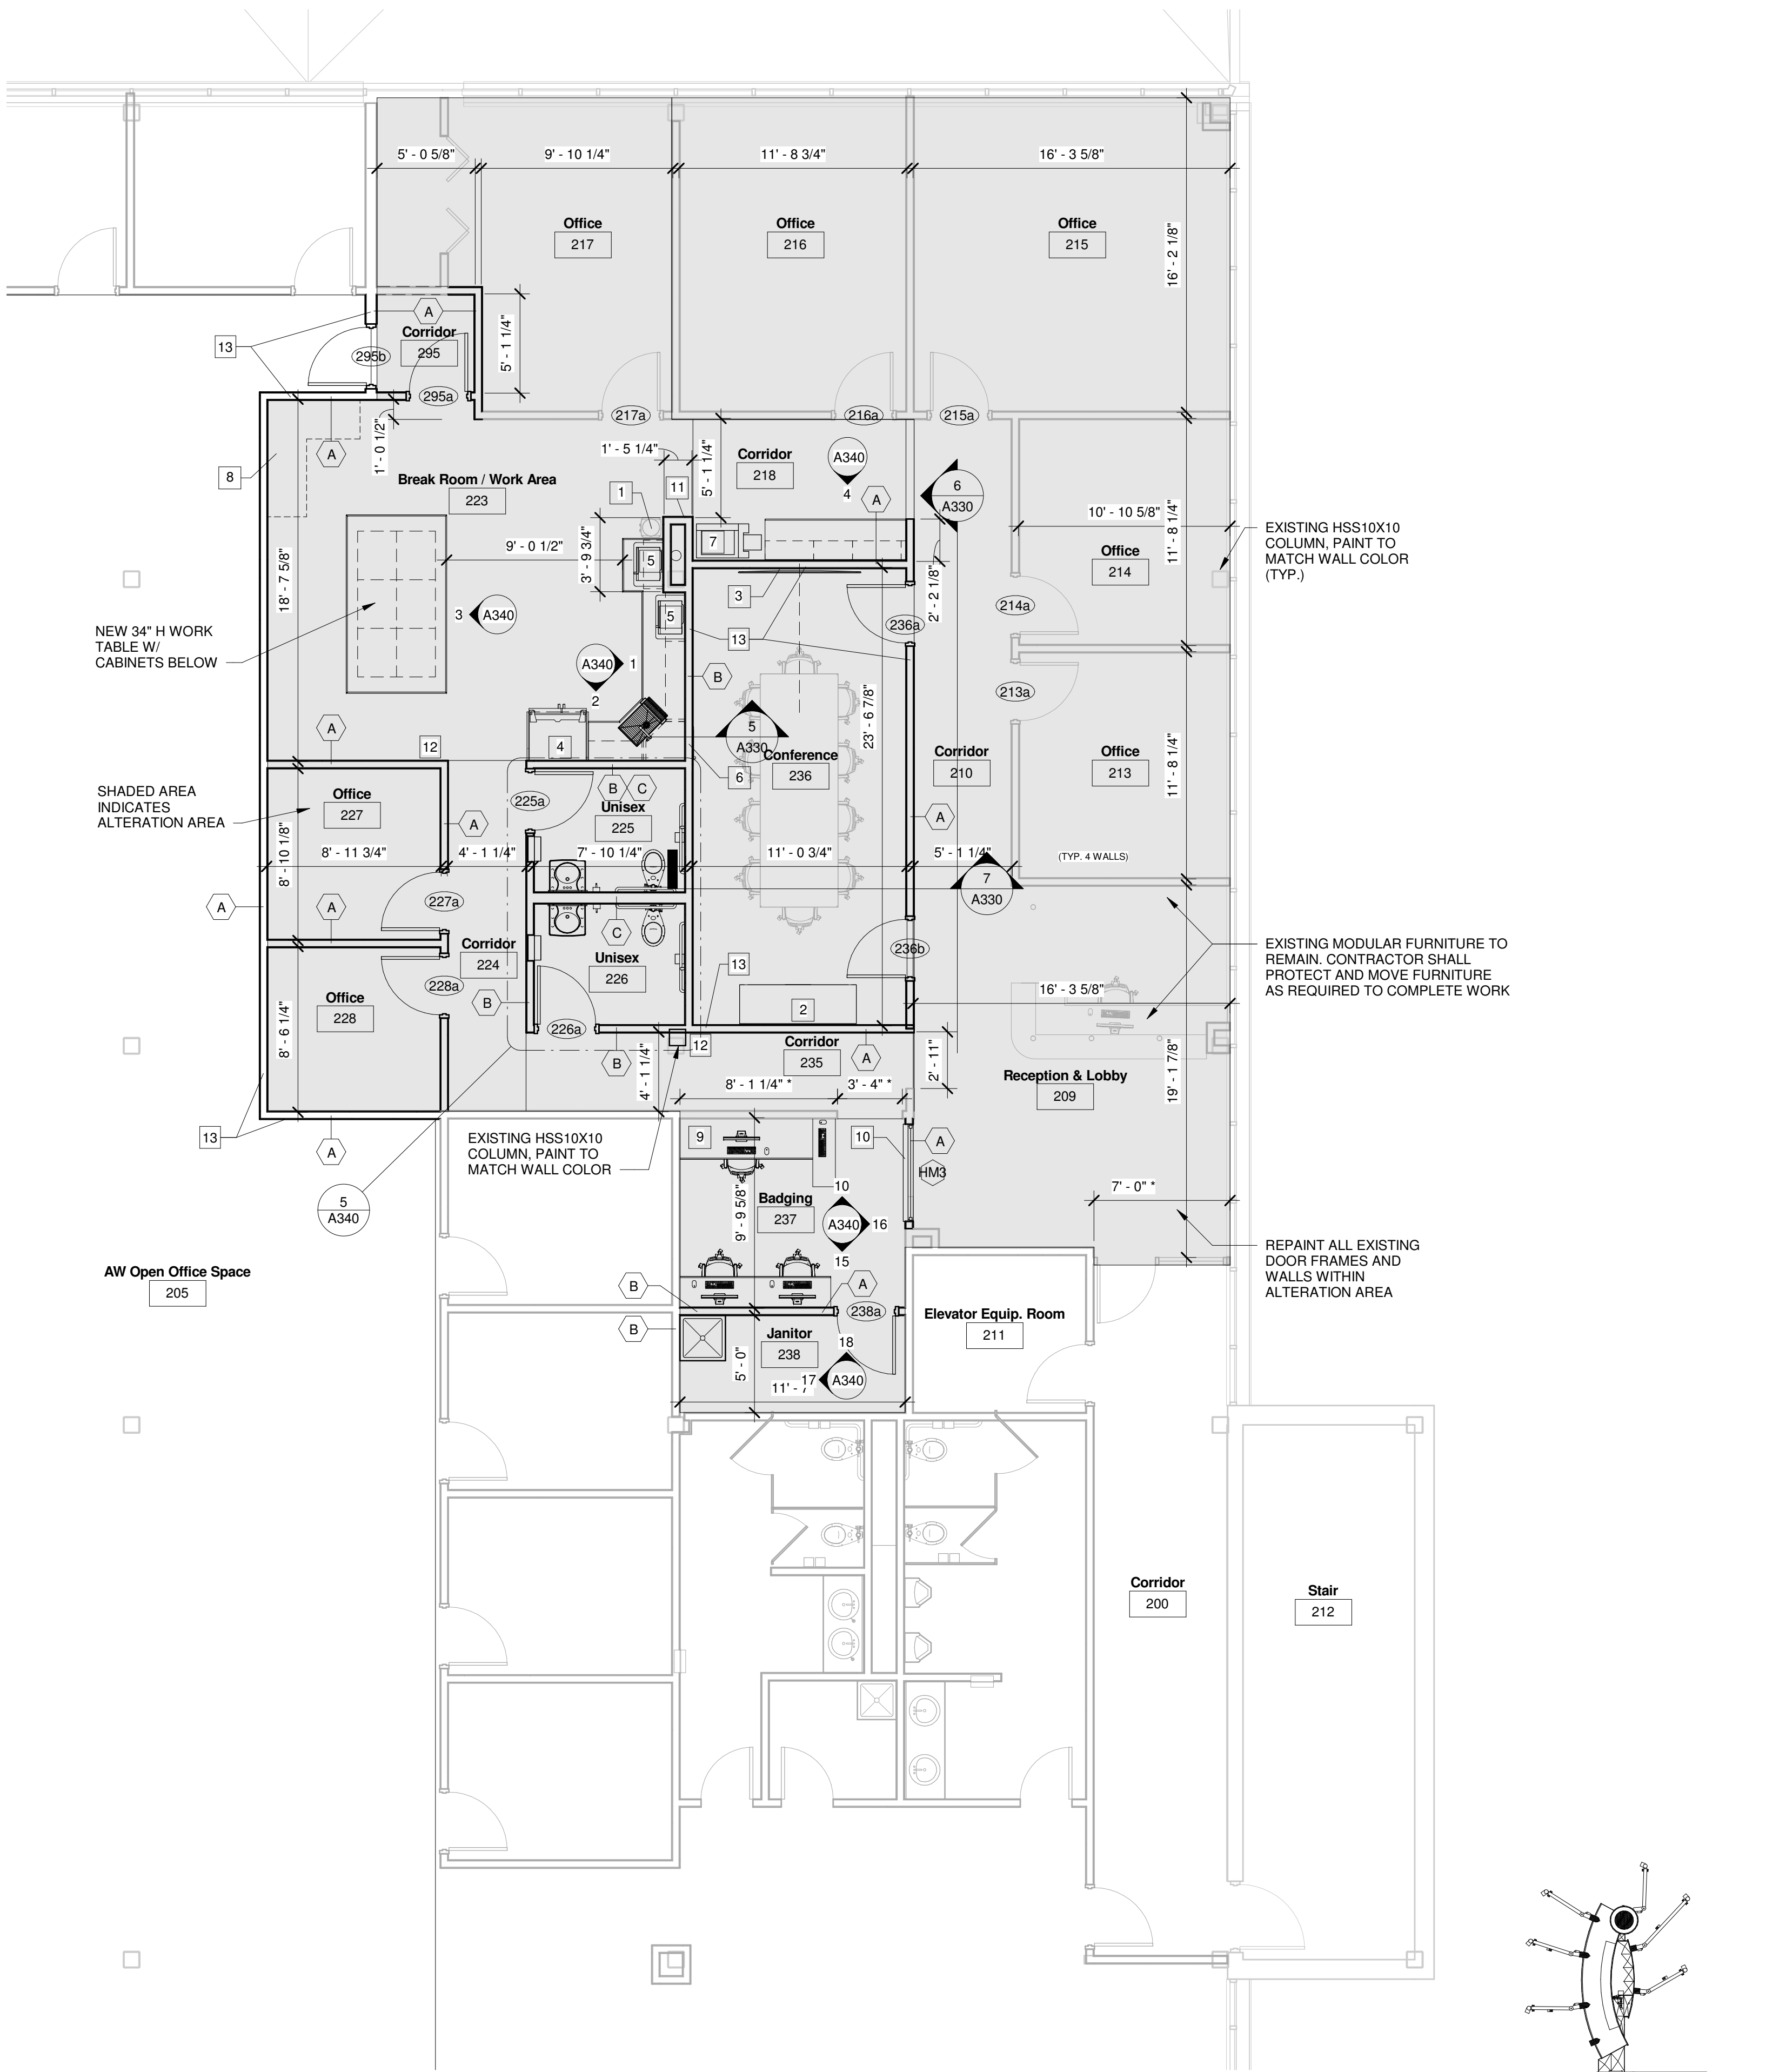 5' - 0 5/8"
9' - 10 1/4"
11' - 8 3/4"
16' - 3 5/8"
Office
217
Office
216
Office
215
16' - 2 1/8"
A
Corridor
295
295b
295a
5' - 1 1/4"
13
217a
216a
215a
1' - 0 1/2"
A
8
Break Room / Work Area
223
1' - 5 1/4"
5' - 1 1/4"
Corridor
218
A340
4
A
6
A330
1
11
7
10' - 10 5/8"
11' - 8 1/4"
Office
214
EXISTING HSS10X10
COLUMN, PAINT TO
MATCH WALL COLOR
(TYP.)
9' - 0 1/2"
3' - 9 3/4"
5
5
18' - 7 5/8"
3
A340
3
2' - 2 1/8"
236a
214a
13
NEW 34" H WORK
TABLE W/
CABINETS BELOW
A340
1
2
B
213a
5
A330
23' - 6 7/8"
A
12
4
6
Conference
236
Corridor
210
Office
213
11' - 8 1/4"
SHADED AREA
INDICATES
ALTERATION AREA
Office
227
B
C
225a
Unisex
225
A
A
8' - 10 1/8"
8' - 11 3/4"
4' - 1 1/4"
7' - 10 1/4"
11' - 0 3/4"
5' - 1 1/4"
(TYP. 4 WALLS)
7
A330
A
A
227a
C
Corridor
224
236b
EXISTING MODULAR FURNITURE TO
REMAIN. CONTRACTOR SHALL
PROTECT AND MOVE FURNITURE
AS REQUIRED TO COMPLETE WORK
Unisex
226
13
228a
B
Office
228
16' - 3 5/8"
2
8' - 6 1/4"
226a
B
12
Corridor
235
A
4' - 1 1/4"
2' - 11"
8' - 1 1/4" *
3' - 4" *
Reception & Lobby
209
19' - 1 7/8"
13
A
EXISTING HSS10X10
COLUMN, PAINT TO
MATCH WALL COLOR
9
10
A
HM3
5
A340
10
Badging
237
9' - 9 5/8"
A340
16
15
7' - 0" *
REPAINT ALL EXISTING
DOOR FRAMES AND
WALLS WITHIN
ALTERATION AREA
AW Open Office Space
205
B
A
238a
B
Janitor
238
18
5' - 0"
17
A340
11' - 7
Elevator Equip. Room
211
Corridor
200
Stair
212